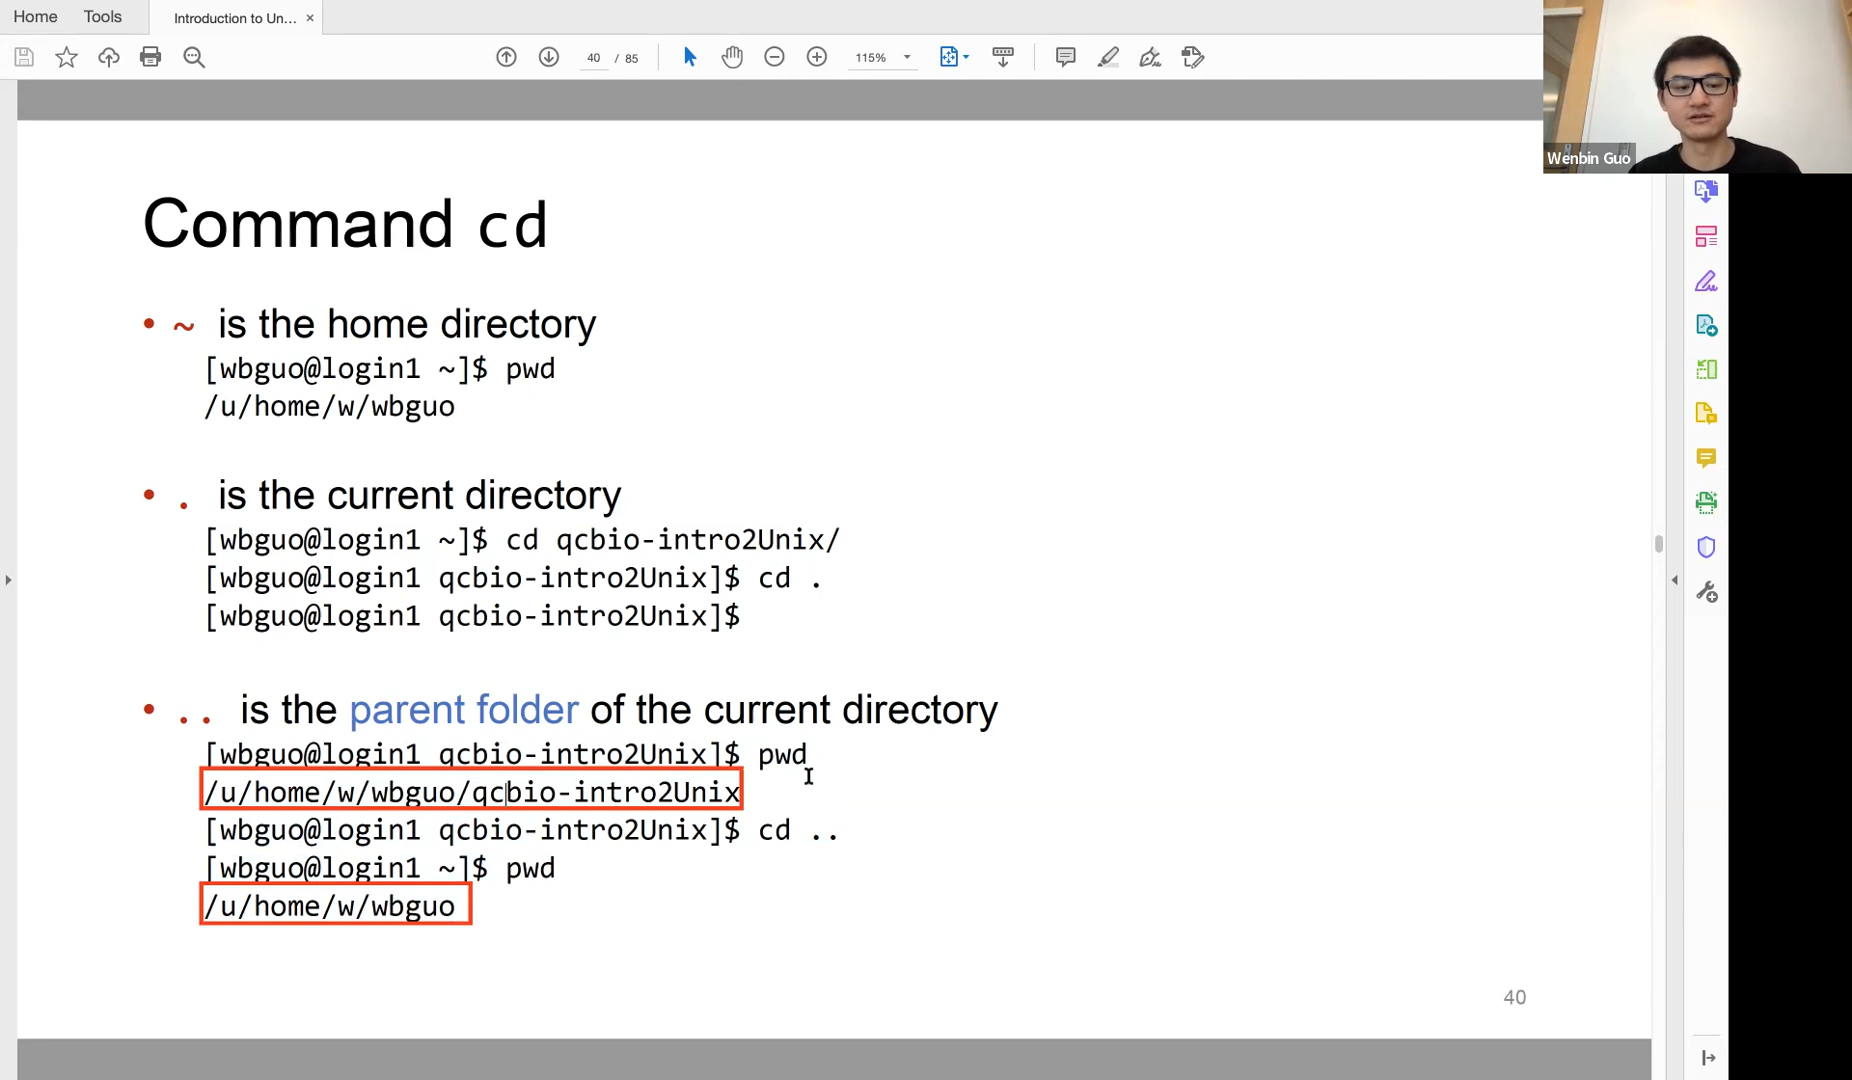 Home
Tools
Introduction to Un... ×
40 / 85
115%
Wenbin Guo
Command cd
• ~ is the home directory
[wbguo@login1 ~]$ pwd
/u/home/w/wbguo
• . is the current directory
[wbguo@login1 ~]$ cd qcbio-intro2Unix/
[wbguo@login1 qcbio-intro2Unix]$ cd .
[wbguo@login1 qcbio-intro2Unix]$
• .. is the parent folder of the current directory
[wbguo@login1 qcbio-intro2Unix]$ pwd
/u/home/w/wbguo/qcbio-intro2Unix
[wbguo@login1 qcbio-intro2Unix]$ cd ..
[wbguo@login1 ~]$ pwd
/u/home/w/wbguo
40